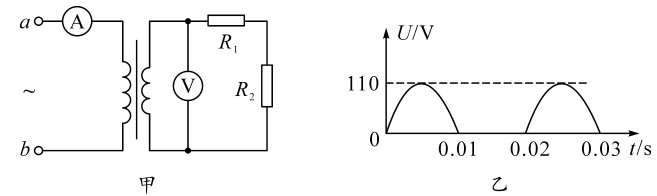 a A
R₁
~ V R₂
b
甲
U/V
110
0 0.01 0.02 0.03 t/s
乙